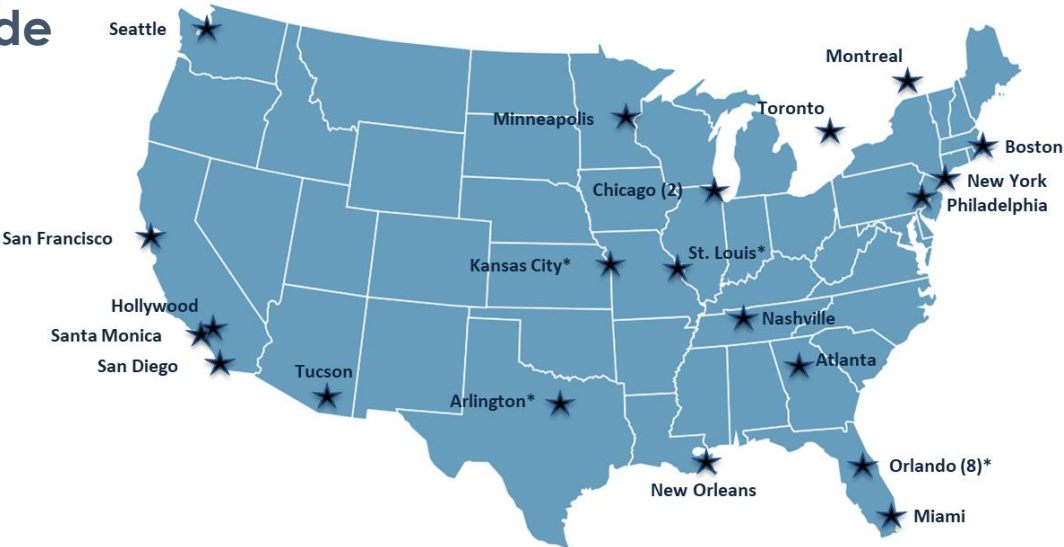 de
Seattle
Montreal
Toronto
Minneapolis
Boston
Chicago (2)
New York
Philadelphia
San Francisco
St. Louis*
Kansas City*
Hollywood
Santa Monica
Nashville
San Diego
Atlanta
Tucson
Arlington*
Orlando (8)*
New Orleans
Miami